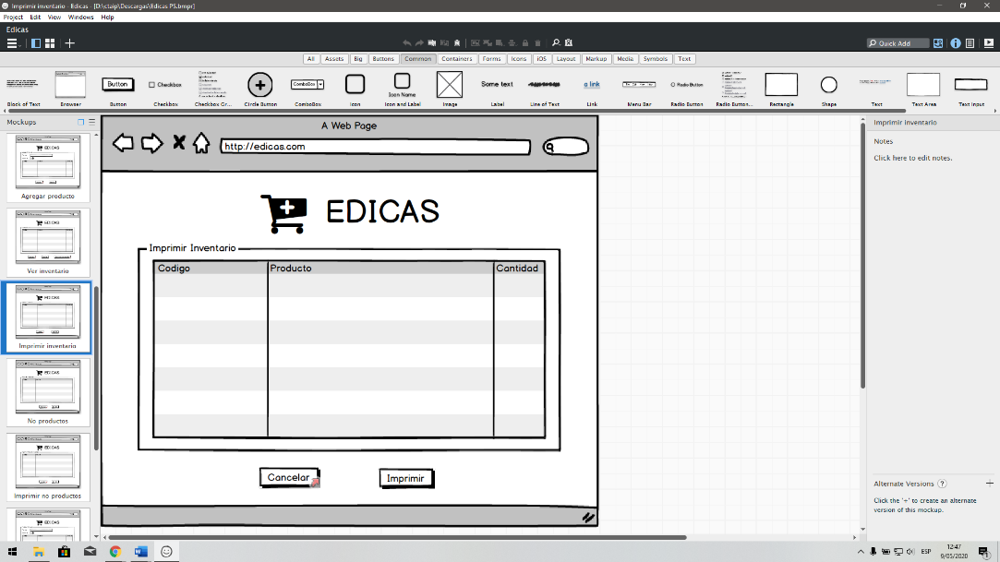 Imprimir inventario - Edicas - [D:\ctaip\Descargas\Edicas PS.bmpr]
Project Edit View Windows Help
Edicas
Quick Add
All Assets Big Buttons Common Containers Forms Icons iOS Layout Markup Media Symbols Text
Button
Checkbox
ComboBox
Some text
a link
Radio Button
Block of Text Browser Button Checkbox Checkbox Gr... Circle Button ComboBox Icon Icon and Label Image Label Line of Text Link Menu Bar Radio Button Radio Button... Rectangle Shape Text Text Area Text Input
Icon Name
Mockups
Agregar producto
Ver inventario
Imprimir inventario
No productos
Imprimir no productos
A Web Page
http://edicas.com
EDICAS
Imprimir Inventario
Codigo Producto Cantidad
Cancelar Imprimir
Imprimir inventario
Notes
Click here to edit notes.
Alternate Versions ?
Click the '+' to create an alternate
version of this mockup.
ESP
12:47
9/05/2020